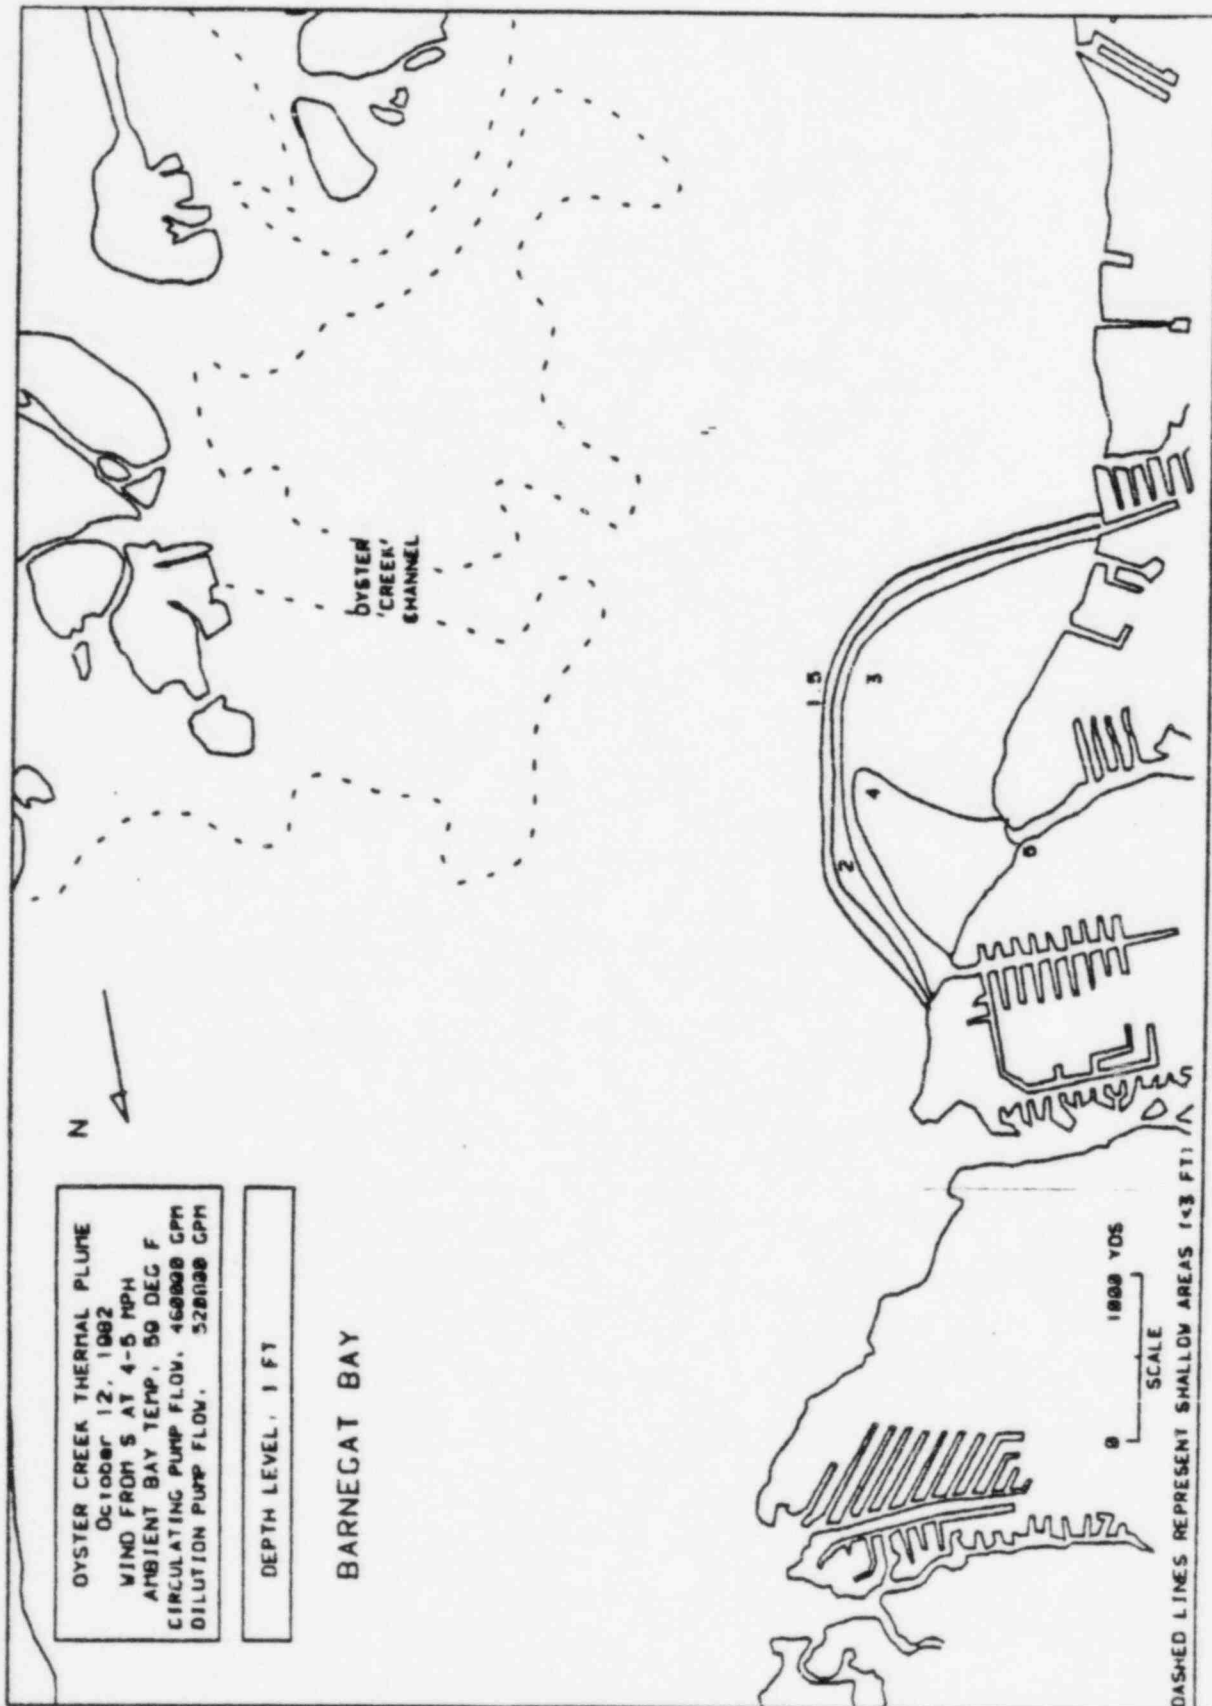 OYSTER CREEK THERMAL PLUME
October 12, 1982
WIND FROM S AT 4-5 MPH
AMBIENT BAY TEMP, 59 DEG F
CIRCULATING PUMP FLOW, 460000 GPM
DILUTION PUMP FLOW, 520000 GPM
DEPTH LEVEL, 1 FT
BARNEGAT BAY
N
OYSTER
CREEK
CHANNEL
1.5
2
3
4
6
0 1000 YDS
SCALE
DASHED LINES REPRESENT SHALLOW AREAS (<3 FT)